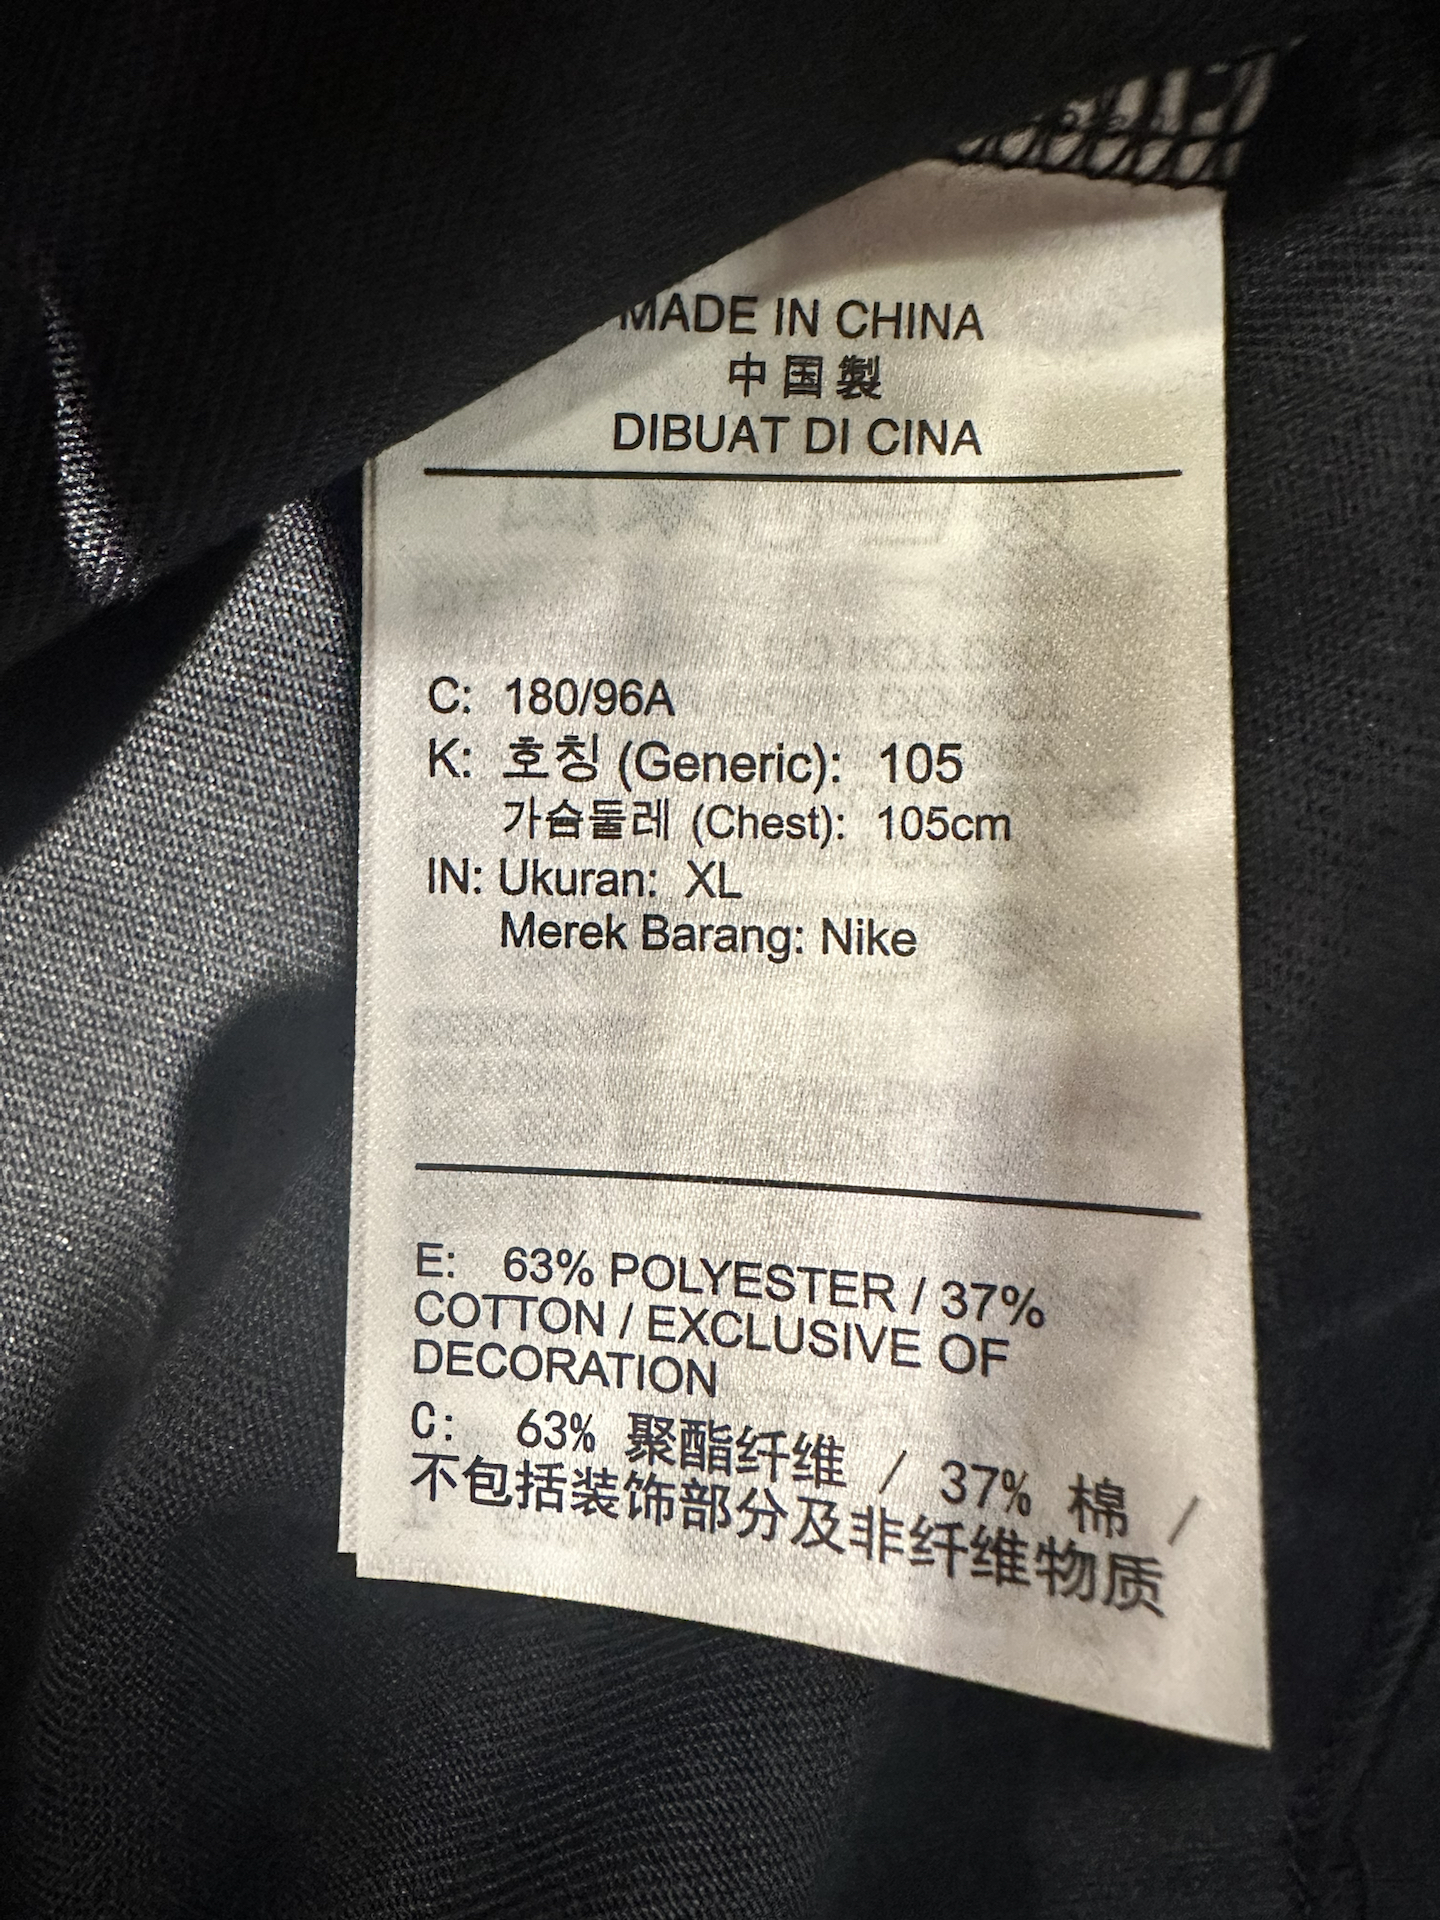 MADE IN CHINA
中国製
DIBUAT DI CINA
C: 180/96A
K: 호칭 (Generic): 105
가슴둘레 (Chest): 105cm
IN: Ukuran: XL
Merek Barang: Nike
E: 63% POLYESTER / 37%
COTTON / EXCLUSIVE OF
DECORATION
C: 63% 聚酯纤维 / 37% 棉 /
不包括装饰部分及非纤维物质